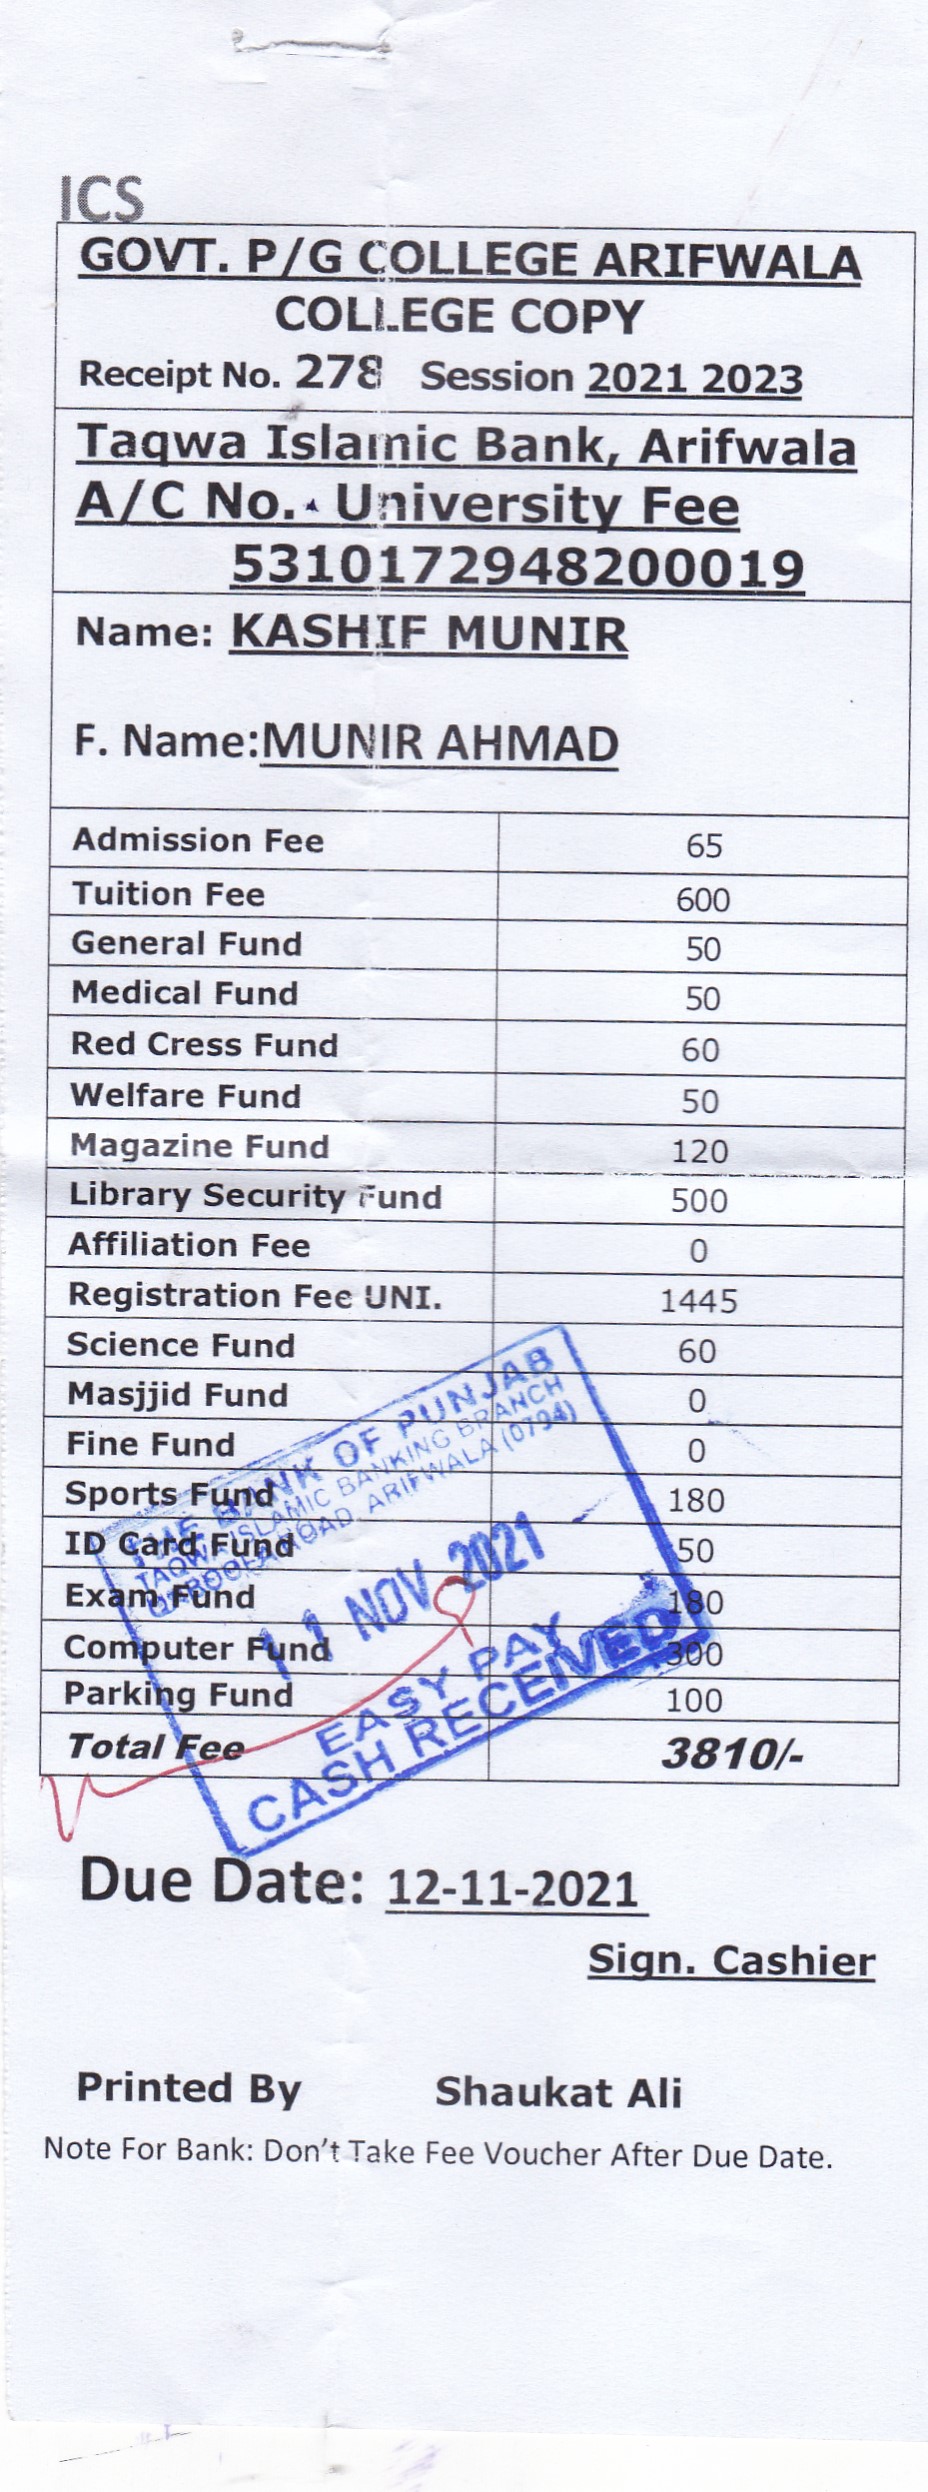 ICS
GOVT. P/G COLLEGE ARIFWALA
COLLEGE COPY
Receipt No. 278 Session 2021 2023
Taqwa Islamic Bank, Arifwala
A/C No. University Fee
5310172948200019
Name: KASHIF MUNIR
F. Name:MUNIR AHMAD
Admission Fee 65
Tuition Fee 600
General Fund 50
Medical Fund 50
Red Cress Fund 60
Welfare Fund 50
Magazine Fund 120
Library Security Fund 500
Affiliation Fee 0
Registration Fee UNI. 1445
Science Fund 60
Masjjid Fund 0
Fine Fund 0
Sports Fund 180
ID Card Fund 50
Exam Fund 180
Computer Fund 300
Parking Fund 100
Total Fee 3810/-
THE BANK OF PUNJAB
TAQWA ISLAMIC BANKING BRANCH
ROAD, ARIFWALA (0794)
11 NOV 2021
EASY PAY
CASH RECEIVED
Due Date: 12-11-2021
Sign. Cashier
Printed By Shaukat Ali
Note For Bank: Don't Take Fee Voucher After Due Date.